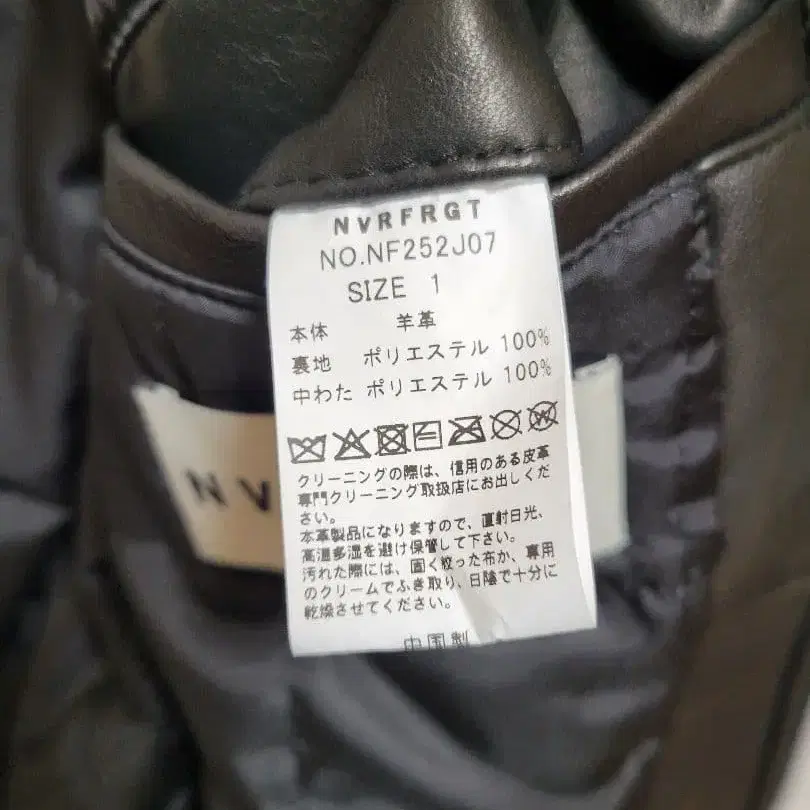 NVRFRGT
NO.NF252J07
SIZE 1
本体 羊革
裏地 ポリエステル 100%
中わた ポリエステル 100%
クリーニングの際は、信用のある皮革
専門クリーニング取扱店にお出しくだ
さい。
本革製品になりますので、直射日光、
高温多湿を避け保管して下さい。
汚れた際には、固く絞った布か、専用
のクリームでふき取り、日陰で十分に
乾燥させてください。
中国製
NV